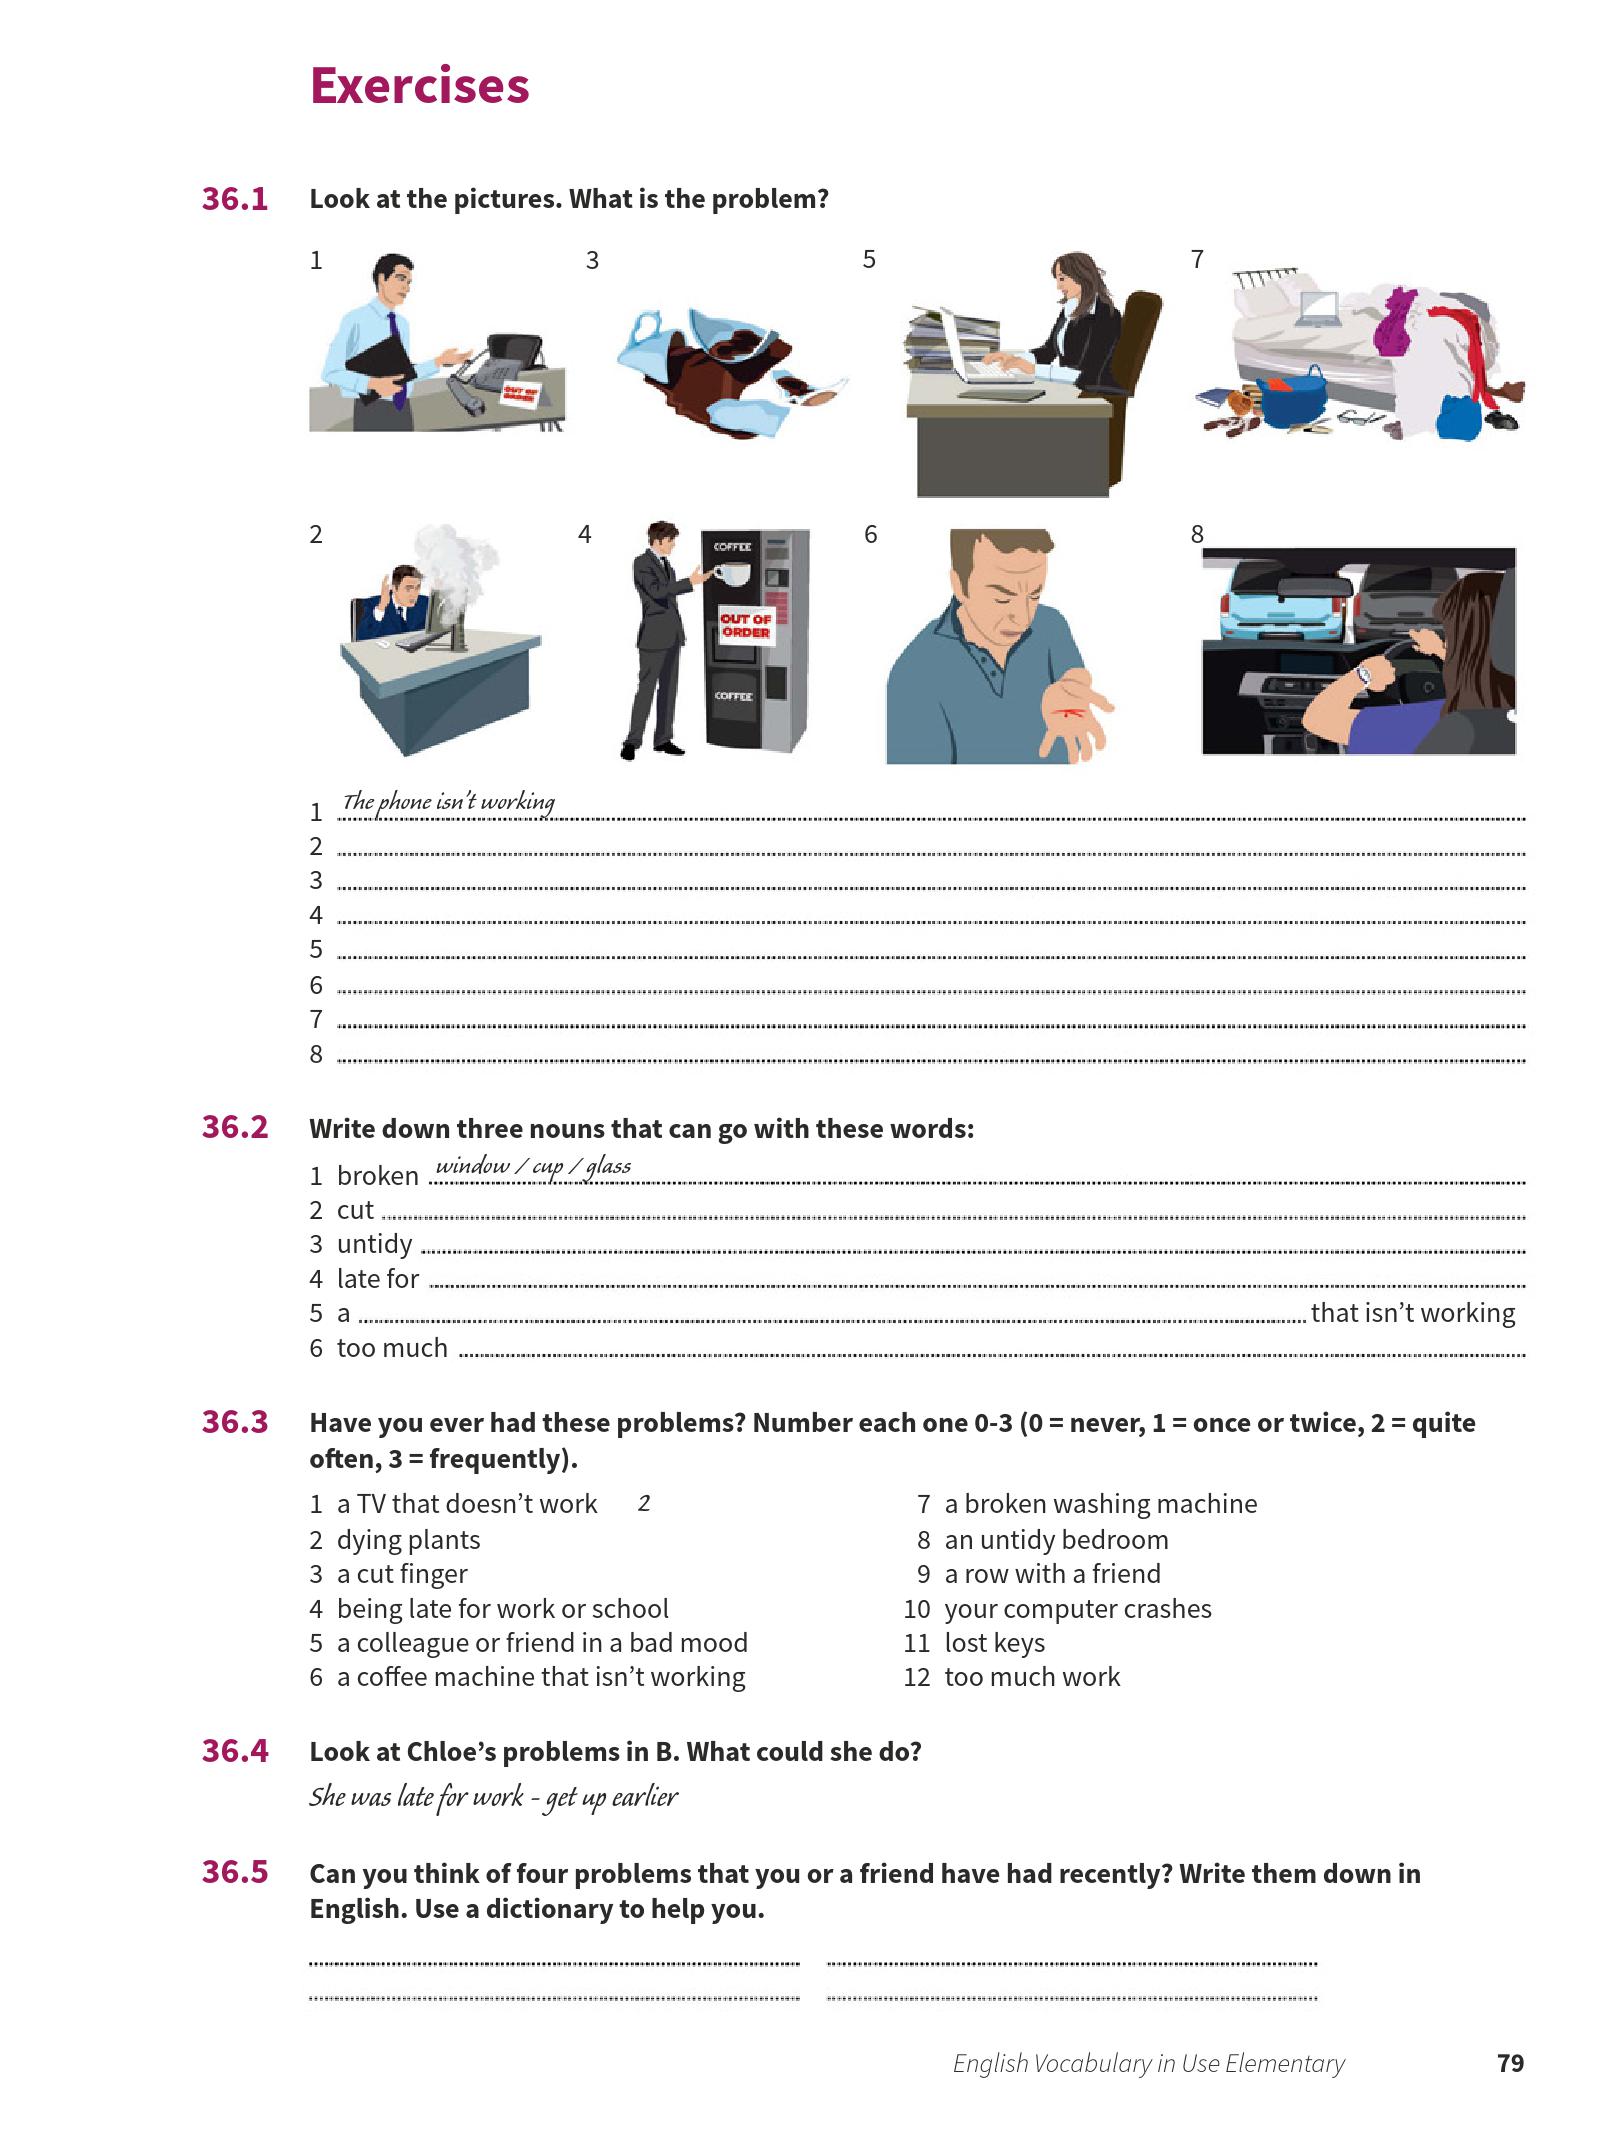 Exercises
36.1 Look at the pictures. What is the problem?
1 3 5 7
OUT OF
ORDER
2 4 6 8
COFFEE
OUT OF
ORDER
COFFEE
1 The phone isn't working
2
3
4
5
6
7
8
36.2 Write down three nouns that can go with these words:
1 broken window / cup / glass
2 cut
3 untidy
4 late for
5 a that isn't working
6 too much
36.3 Have you ever had these problems? Number each one 0-3 (0 = never, 1 = once or twice, 2 = quite
often, 3 = frequently).
1 a TV that doesn't work 2
2 dying plants
3 a cut finger
4 being late for work or school
5 a colleague or friend in a bad mood
6 a coffee machine that isn't working
7 a broken washing machine
8 an untidy bedroom
9 a row with a friend
10 your computer crashes
11 lost keys
12 too much work
36.4 Look at Chloe's problems in B. What could she do?
She was late for work - get up earlier
36.5 Can you think of four problems that you or a friend have had recently? Write them down in
English. Use a dictionary to help you.
English Vocabulary in Use Elementary 79